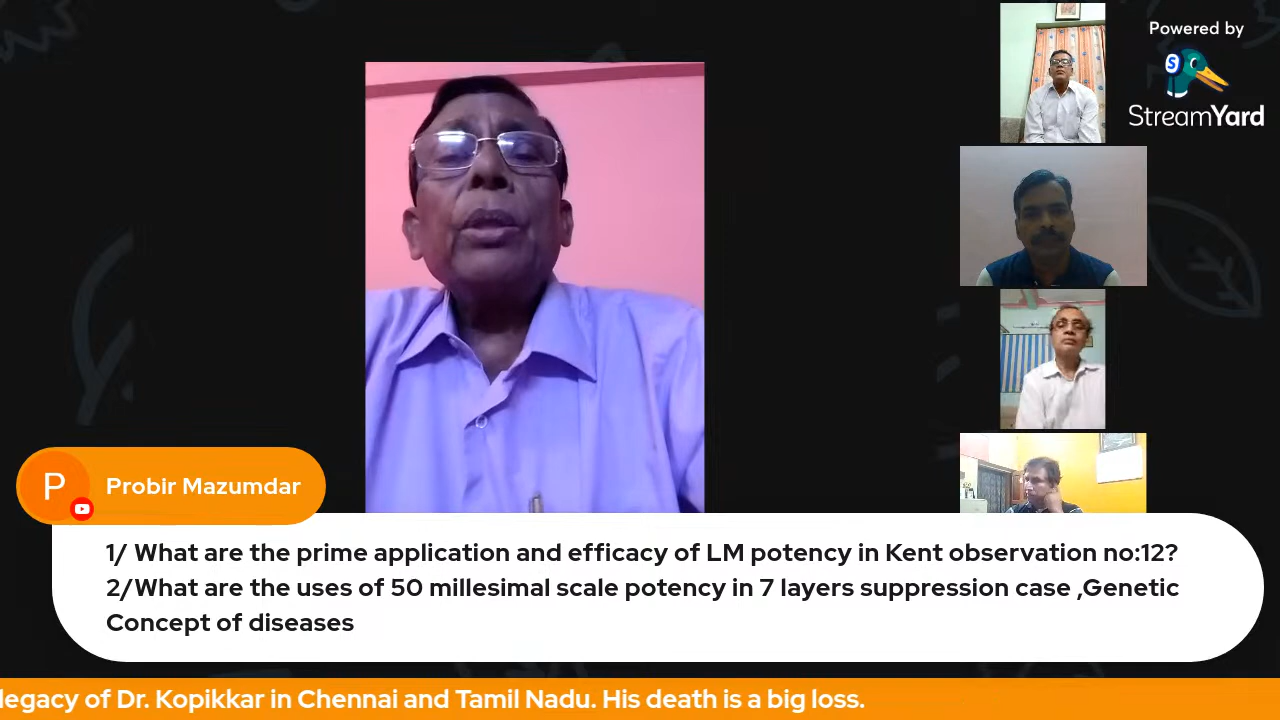 Powered by
StreamYard
P
Probir Mazumdar
1/ What are the prime application and efficacy of LM potency in Kent observation no:12?
2/What are the uses of 50 millesimal scale potency in 7 layers suppression case ,Genetic
Concept of diseases
legacy of Dr. Kopikkar in Chennai and Tamil Nadu. His death is a big loss.